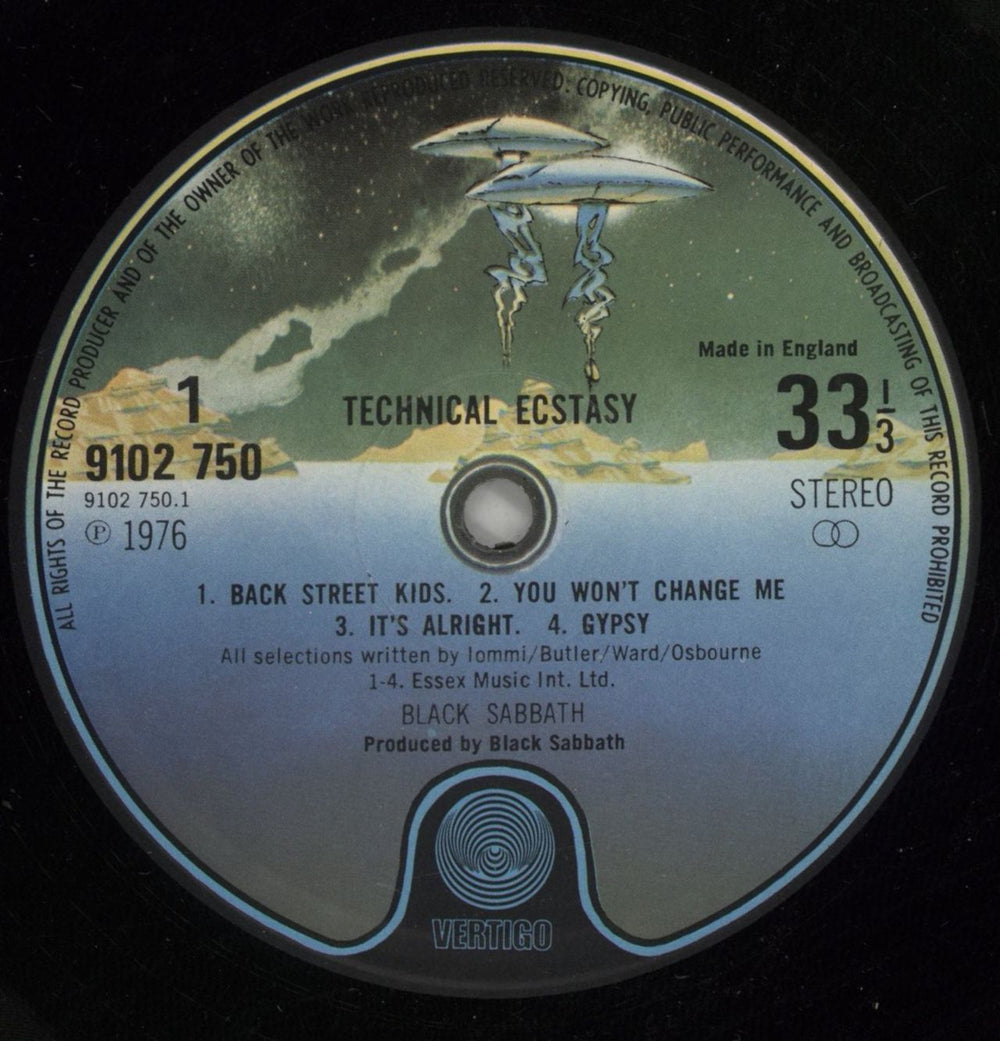 ALL RIGHTS OF THE RECORD PRODUCER AND OF THE OWNER OF THE WORK REPRODUCED RESERVED. COPYING, PUBLIC PERFORMANCE AND BROADCASTING OF THIS RECORD PROHIBITED
Made in England
1
TECHNICAL ECSTASY
33 1/3
9102 750
9102 750.1
STEREO
Ⓟ 1976
1. BACK STREET KIDS. 2. YOU WON'T CHANGE ME
3. IT'S ALRIGHT. 4. GYPSY
All selections written by Iommi/Butler/Ward/Osbourne
1-4. Essex Music Int. Ltd.
BLACK SABBATH
Produced by Black Sabbath
VERTIGO